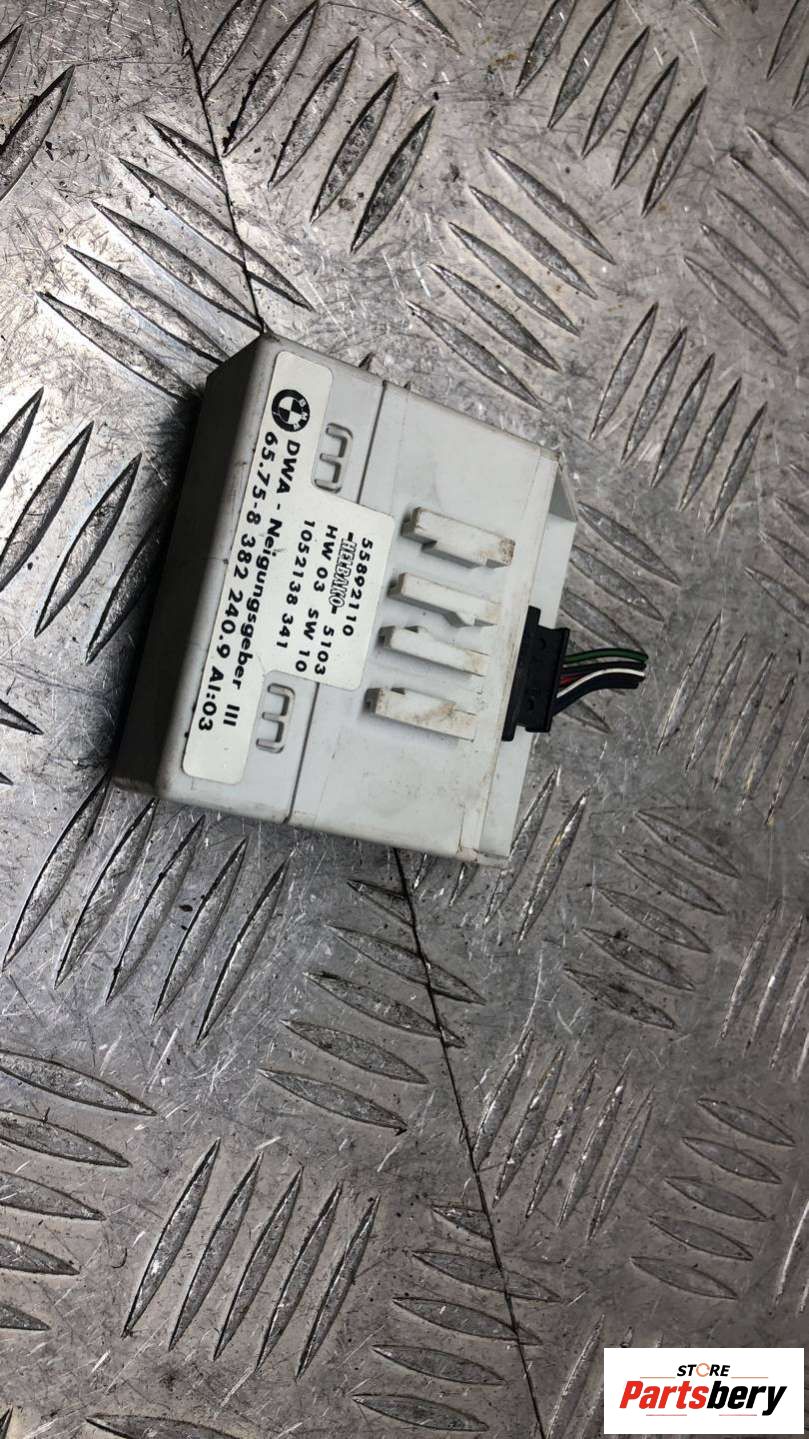 DWA - Neigungsgeber III
65.75-8 382 240.9 AI:03
55892110
HELBAKO 5103
HW 03 SW 10
1052138 341
STORE
Partsbery